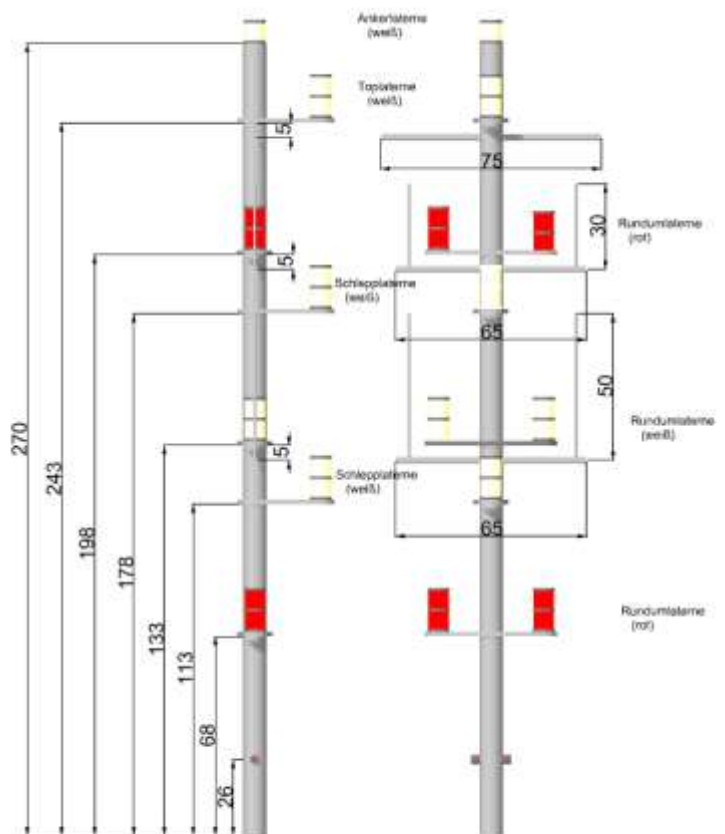 Ankerlaterne
(weiß)
Toplaterne
(weiß)
5
75
30
Rundumlaterne
(rot)
5
Schlepplaterne
(weiß)
65
50
Rundumlaterne
(weiß)
5
Schlepplaterne
(weiß)
65
Rundumlaterne
(rot)
270
243
198
178
133
113
68
26